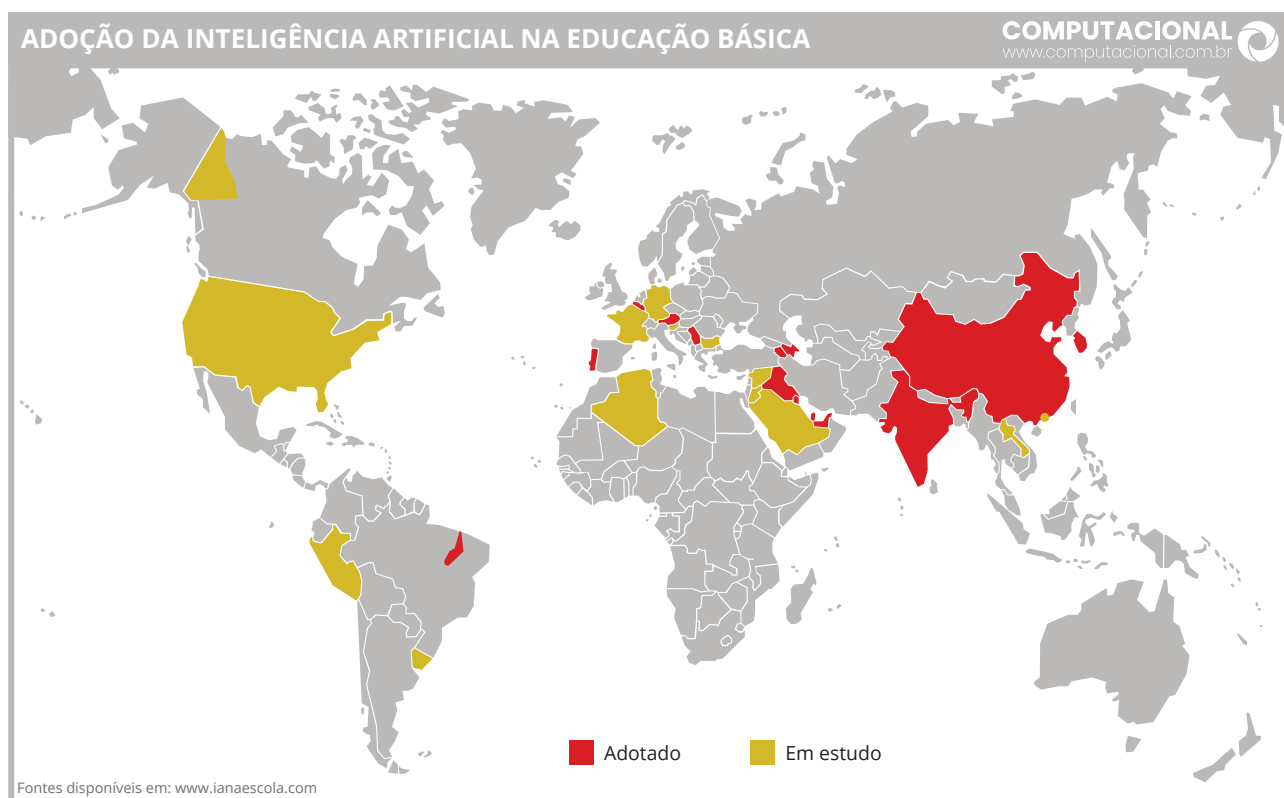 ADOÇÃO DA INTELIGÊNCIA ARTIFICIAL NA EDUCAÇÃO BÁSICA
COMPUTACIONAL
www.computacional.com.br
Adotado
Em estudo
Fontes disponíveis em: www.ianaescola.com